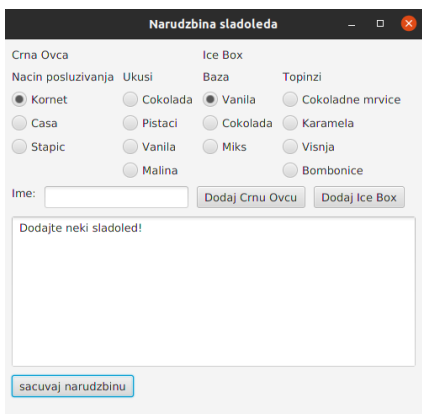 Narudzbina sladoleda
Crna Ovca Ice Box
Nacin posluzivanja Ukusi Baza Topinzi
Kornet Cokolada Vanila Cokoladne mrvice
Casa Pistaci Cokolada Karamela
Stapic Vanila Miks Visnja
Malina Bombonice
Ime: Dodaj Crnu Ovcu Dodaj Ice Box
Dodajte neki sladoled!
sacuvaj narudzbinu